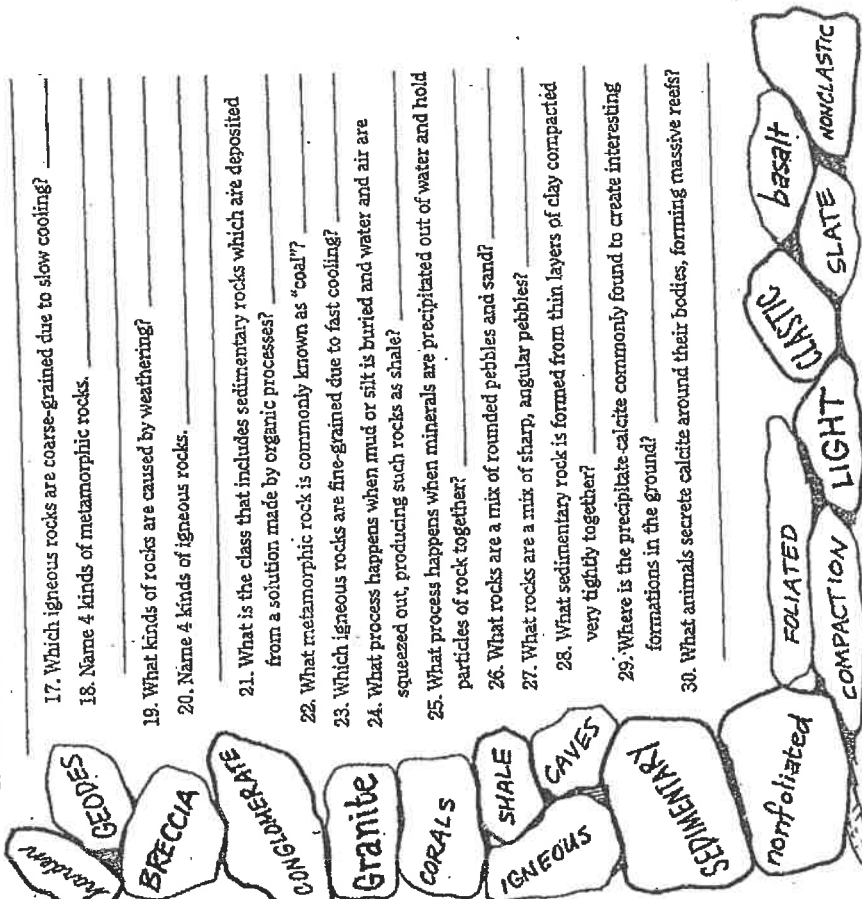 17. Which igneous rocks are coarse-grained due to slow cooling?
18. Name 4 kinds of metamorphic rocks.
19. What kinds of rocks are caused by weathering?
20. Name 4 kinds of igneous rocks.
21. What is the class that includes sedimentary rocks which are deposited
from a solution made by organic processes?
22. What metamorphic rock is commonly known as "coal"?
23. Which igneous rocks are fine-grained due to fast cooling?
24. What process happens when mud or silt is buried and water and air are
squeezed out, producing such rocks as shale?
25. What process happens when minerals are precipitated out of water and hold
particles of rock together?
26. What rocks are a mix of rounded pebbles and sand?
27. What rocks are a mix of sharp, angular pebbles?
28. What sedimentary rock is formed from thin layers of clay compacted
very tightly together?
29. Where is the precipitate calcite commonly found to create interesting
formations in the ground?
30. What animals secrete calcite around their bodies, forming massive reefs?
harden
GEODES
BRECCIA
CONGLOMERATE
Granite
CORALS
SHALE
IGNEOUS
CAVES
SEDIMENTARY
nonfoliated
FOLIATED
COMPACTION
LIGHT
CLASTIC
SLATE
basalt
NONCLASTIC